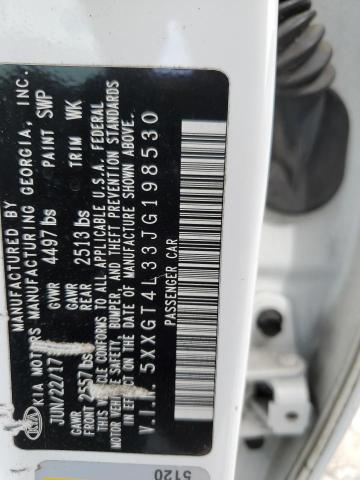 MANUFACTURED BY
KIA MOTORS MANUFACTURING GEORGIA, INC.
JUN/22/17 GVWR 4497 lbs PAINT SWP
GAWR FRONT 2557 lbs GAWR REAR 2513 lbs TRIM WK
THIS VEHICLE CONFORMS TO ALL APPLICABLE U.S.A. FEDERAL
MOTOR VEHICLE SAFETY, BUMPER, AND THEFT PREVENTION STANDARDS
IN EFFECT ON THE DATE OF MANUFACTURE SHOWN ABOVE.
V.I.N. 5XXGT4L33JG198530
PASSENGER CAR
5120